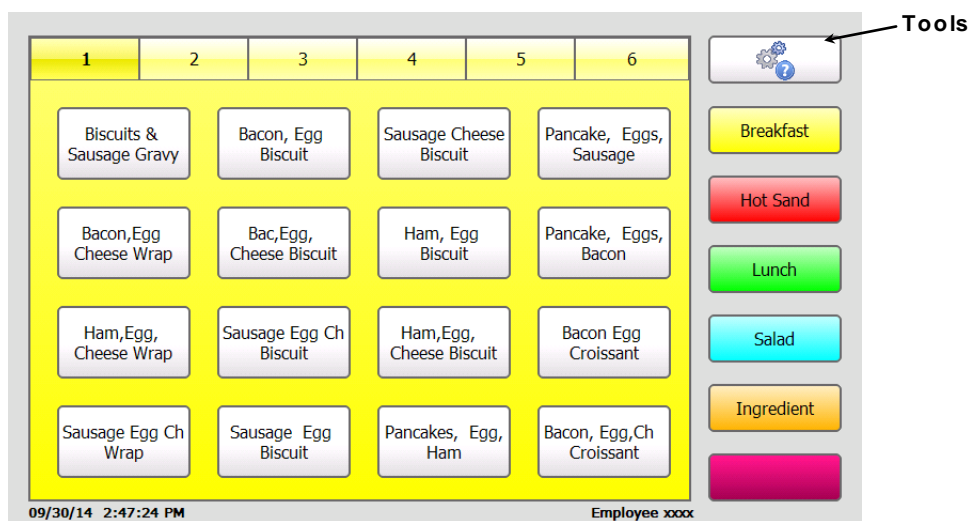 Tools
1 2 3 4 5 6
?
Biscuits &
Sausage Gravy
Bacon, Egg
Biscuit
Sausage Cheese
Biscuit
Pancake, Eggs,
Sausage
Breakfast
Hot Sand
Bacon,Egg
Cheese Wrap
Bac,Egg,
Cheese Biscuit
Ham, Egg
Biscuit
Pancake, Eggs,
Bacon
Lunch
Ham,Egg,
Cheese Wrap
Sausage Egg Ch
Biscuit
Ham,Egg,
Cheese Biscuit
Bacon Egg
Croissant
Salad
Ingredient
Sausage Egg Ch
Wrap
Sausage Egg
Biscuit
Pancakes, Egg,
Ham
Bacon, Egg,Ch
Croissant
09/30/14 2:47:24 PM
Employee xxxx